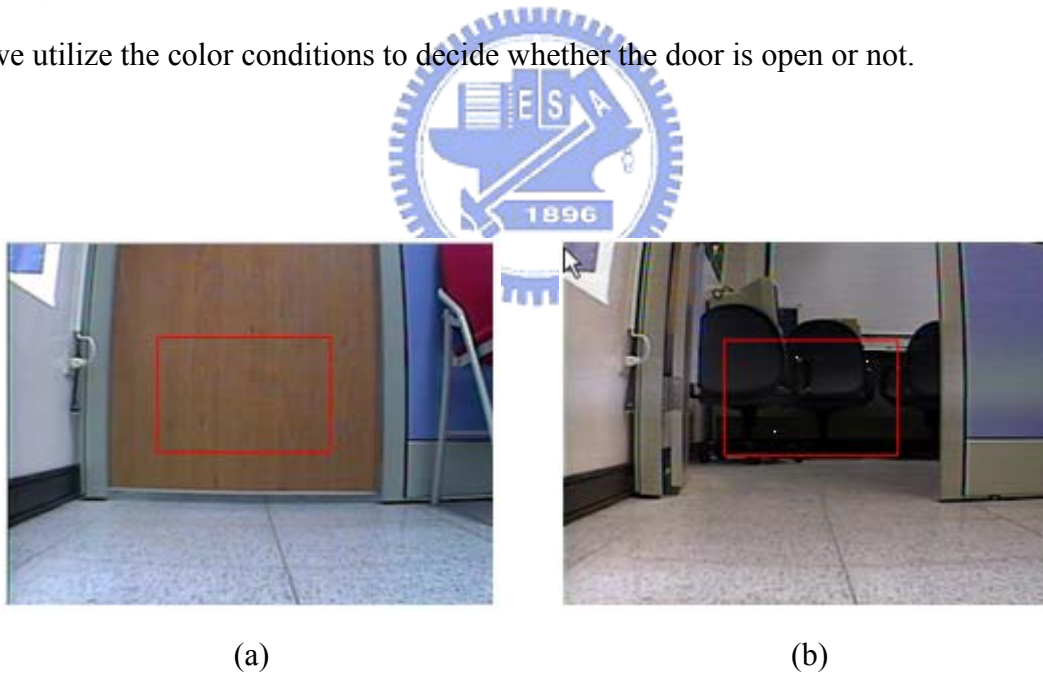 we utilize the color conditions to decide whether the door is open or not.
E S A
1896
(a)
(b)